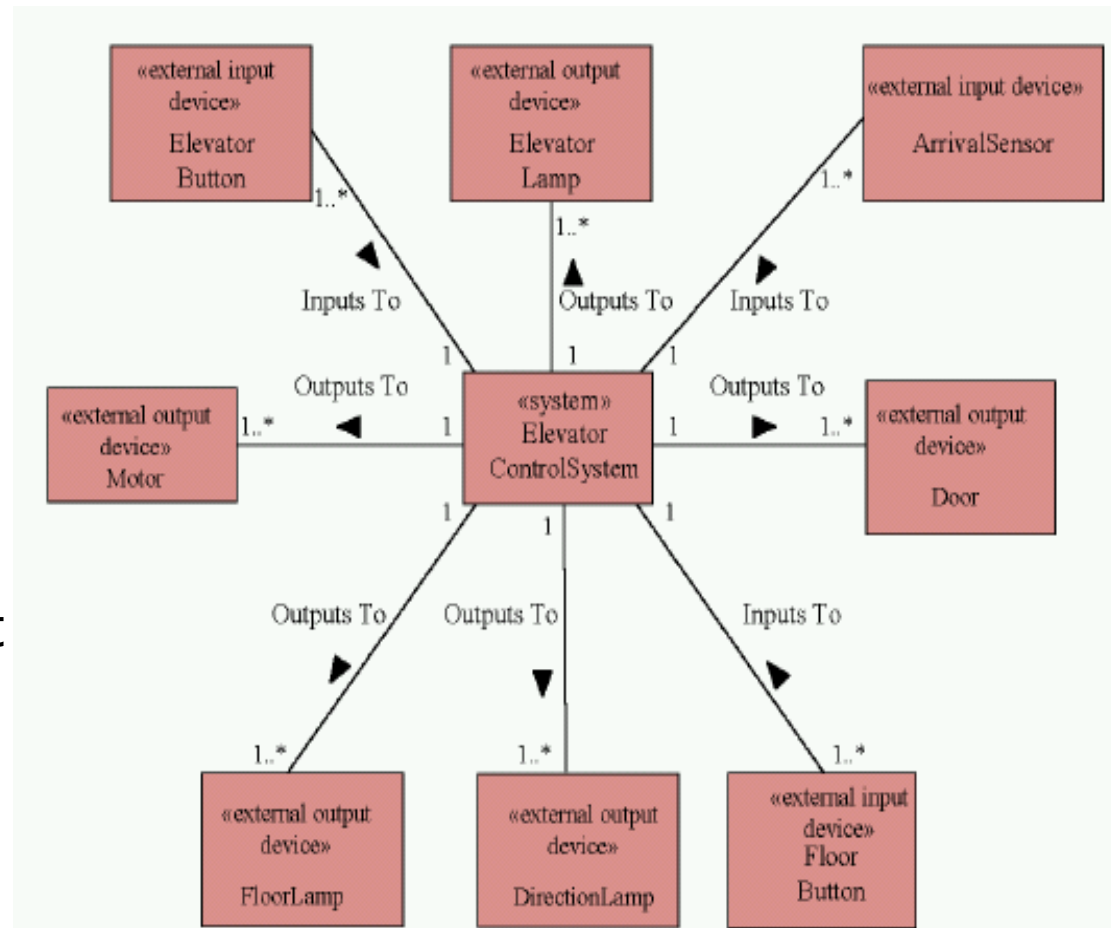 «external input
device»
Elevator
Button
«external output
device»
Elevator
Lamp
«external input device»
ArrivalSensor
1..*
1..*
1..*
Inputs To
Outputs To
Inputs To
1
1
1
Outputs To
Outputs To
«external output
device»
Motor
1..*
1
«system»
Elevator
ControlSystem
1
1..*
«external output
device»
Door
1
1
1
Outputs To
Outputs To
Inputs To
t
1..*
1..*
1..*
«external output
device»
FloorLamp
«external output
device»
DirectionLamp
«external input
device»
Floor
Button